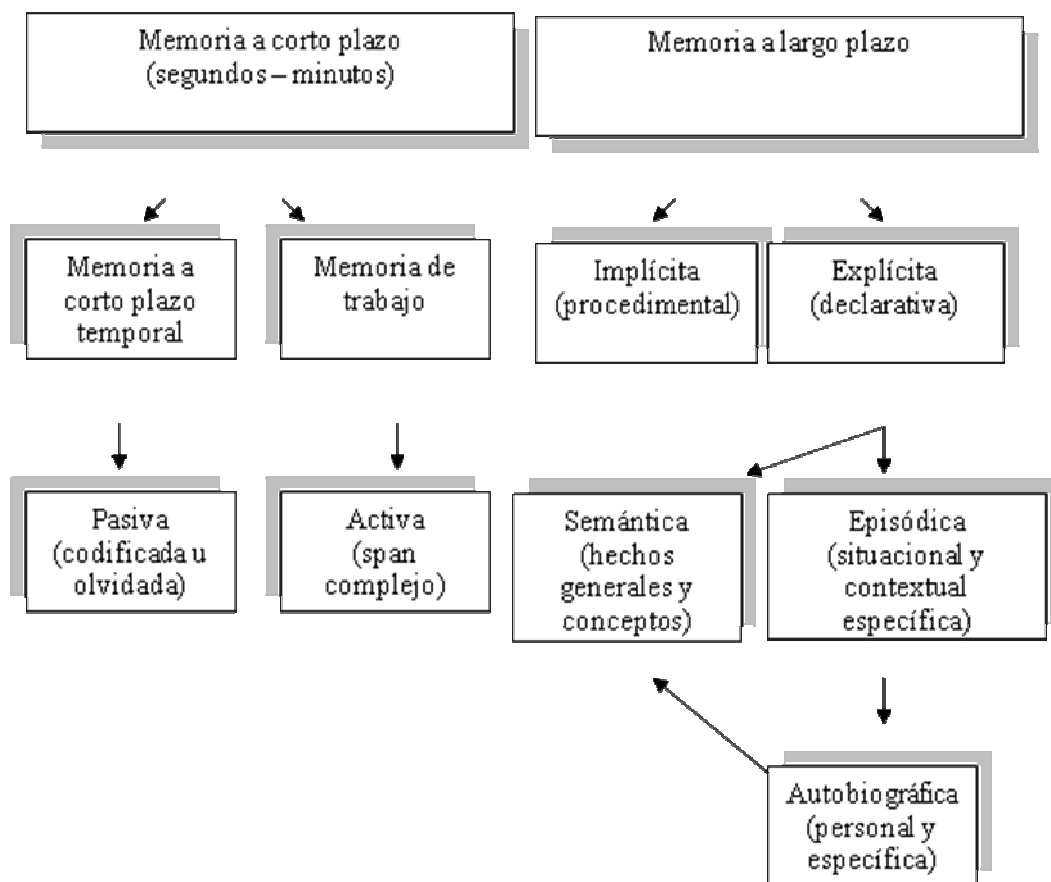 Memoria a corto plazo
(segundos – minutos)
Memoria a largo plazo
Memoria a
corto plazo
temporal
Memoria de
trabajo
Implícita
(procedimental)
Explícita
(declarativa)
Pasiva
(codificada u
olvidada)
Activa
(span
complejo)
Semántica
(hechos
generales y
conceptos)
Episódica
(situacional y
contextual
específica)
Autobiográfica
(personal y
específica)